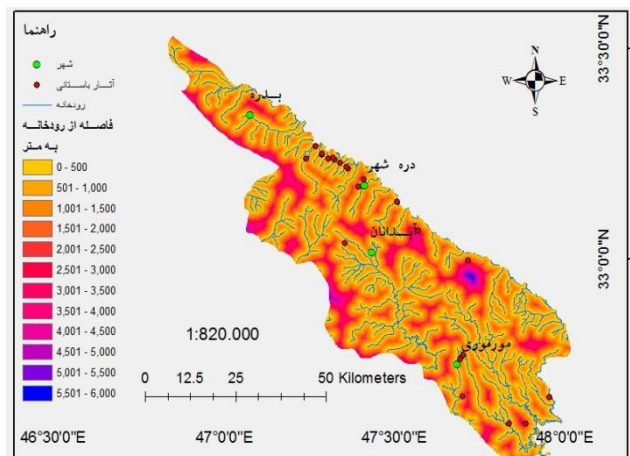 راهنما
شهر
آثار باستانی
رودخانه
فاصله از رودخانه
به متر
0 - 500
501 - 1,000
1,001 - 1,500
1,501 - 2,000
2,001 - 2,500
2,501 - 3,000
3,001 - 3,500
3,501 - 4,000
4,001 - 4,500
4,501 - 5,000
5,001 - 5,500
5,501 - 6,000
بدره
دره شهر
آبدانان
مورموری
N
W E
S
1:820.000
0 12.5 25 50 Kilometers
33°30'0"N
33°0'0"N
46°30'0"E 47°0'0"E 47°30'0"E 48°0'0"E